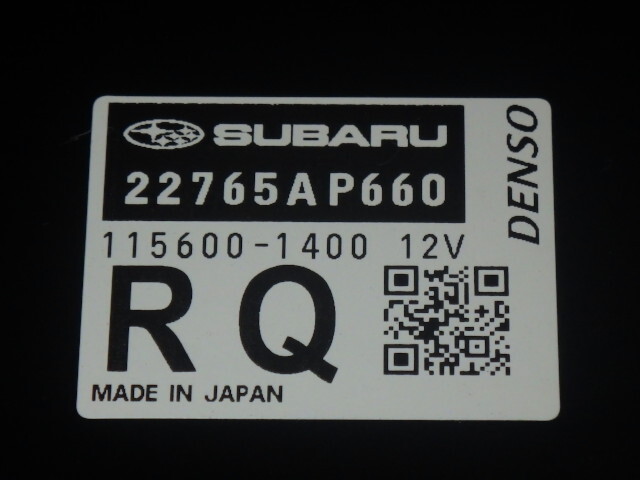 SUBARU
22765AP660
115600-1400 12V
DENSO
RQ
MADE IN JAPAN